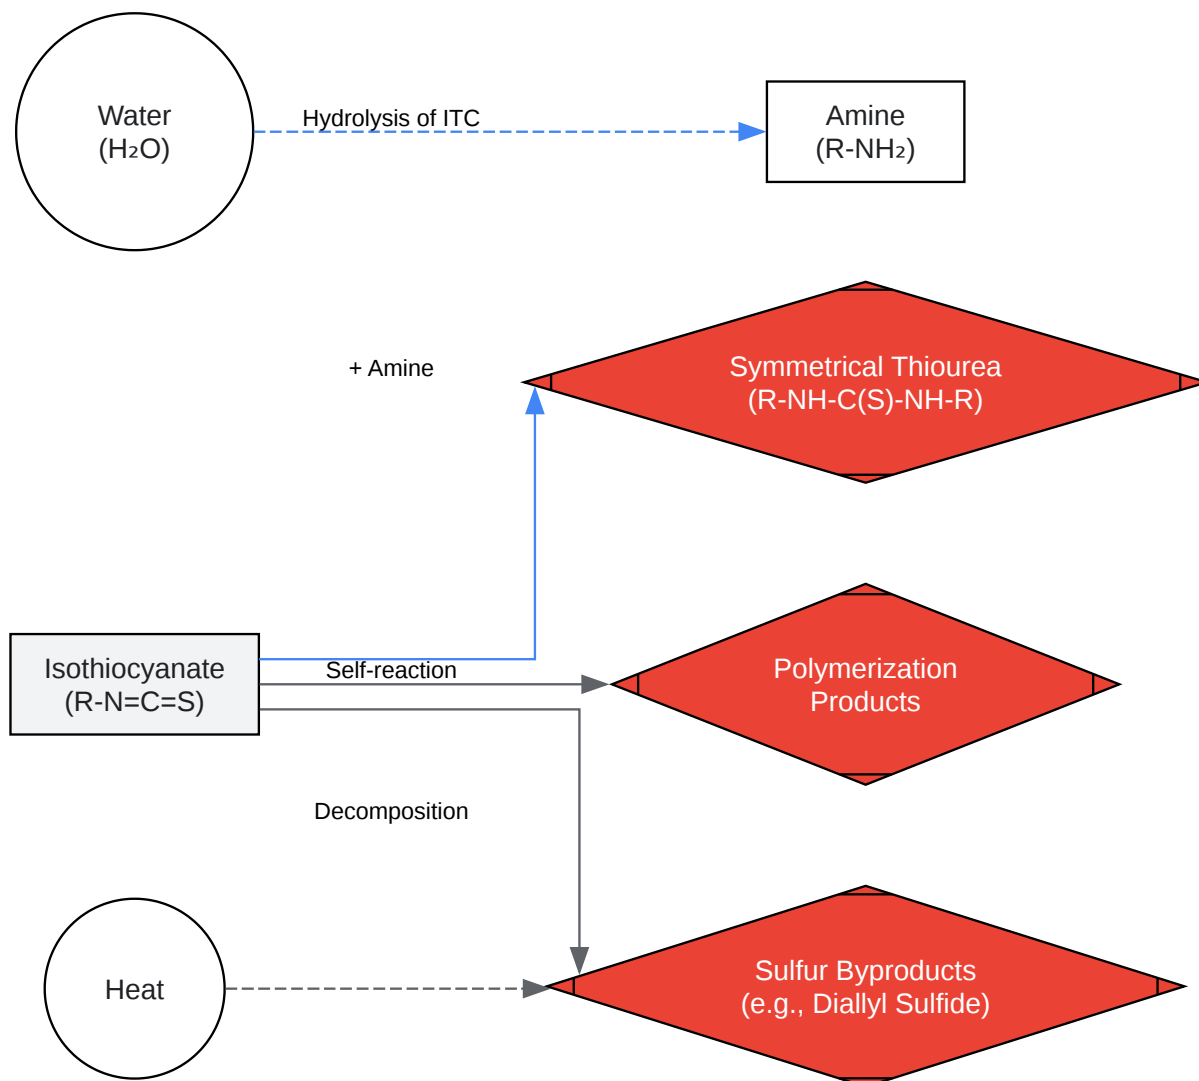 Water
(H₂O)
Hydrolysis of ITC
Amine
(R-NH₂)
+ Amine
Symmetrical Thiourea
(R-NH-C(S)-NH-R)
Isothiocyanate
(R-N=C=S)
Self-reaction
Polymerization
Products
Decomposition
Heat
Sulfur Byproducts
(e.g., Diallyl Sulfide)